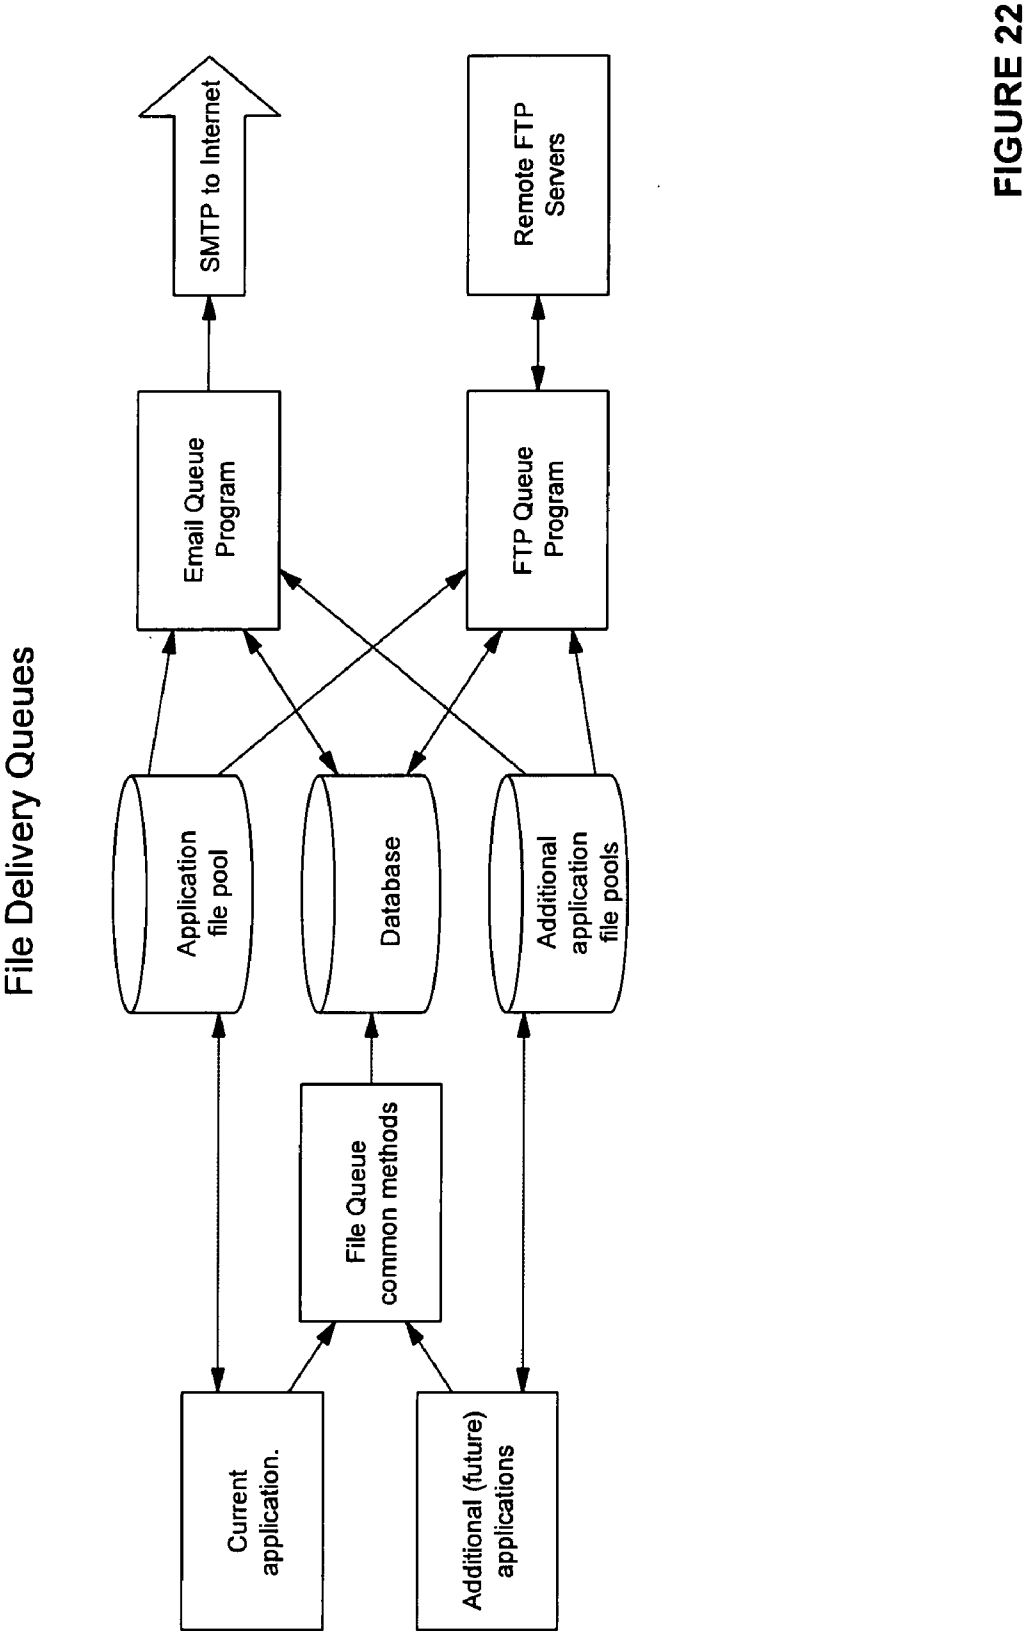 File Delivery Queues
Current
application.
Additional (future)
applications
File Queue
common methods
Application
file pool
Database
Additional
application
file pools
Email Queue
Program
FTP Queue
Program
SMTP to Internet
Remote FTP
Servers
FIGURE 22